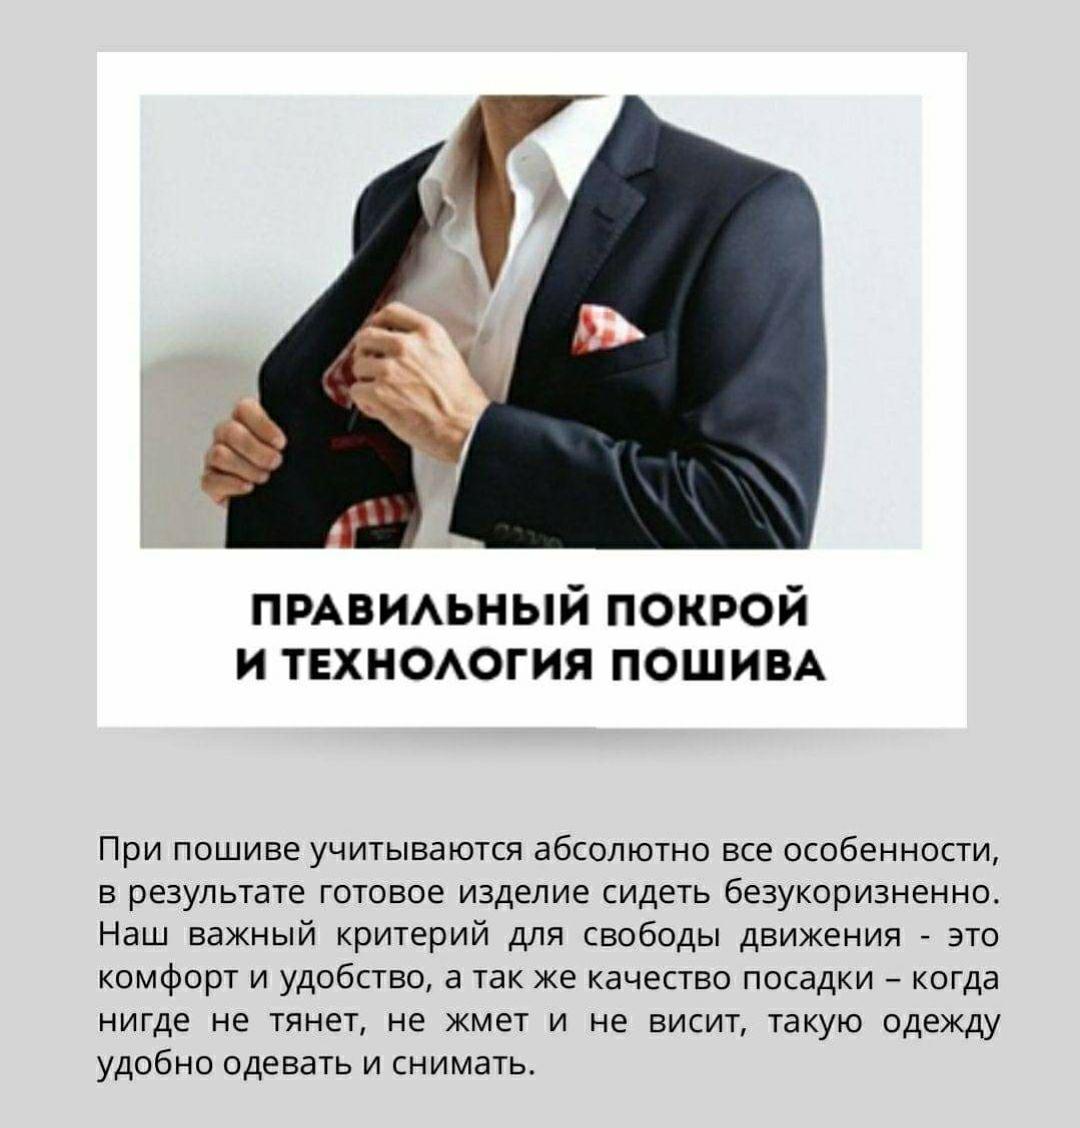 ПРАВИЛЬНЫЙ ПОКРОЙ
И ТЕХНОЛОГИЯ ПОШИВА
При пошиве учитываются абсолютно все особенности,
в результате готовое изделие сидеть безукоризненно.
Наш важный критерий для свободы движения - это
комфорт и удобство, а так же качество посадки – когда
нигде не тянет, не жмет и не висит, такую одежду
удобно одевать и снимать.